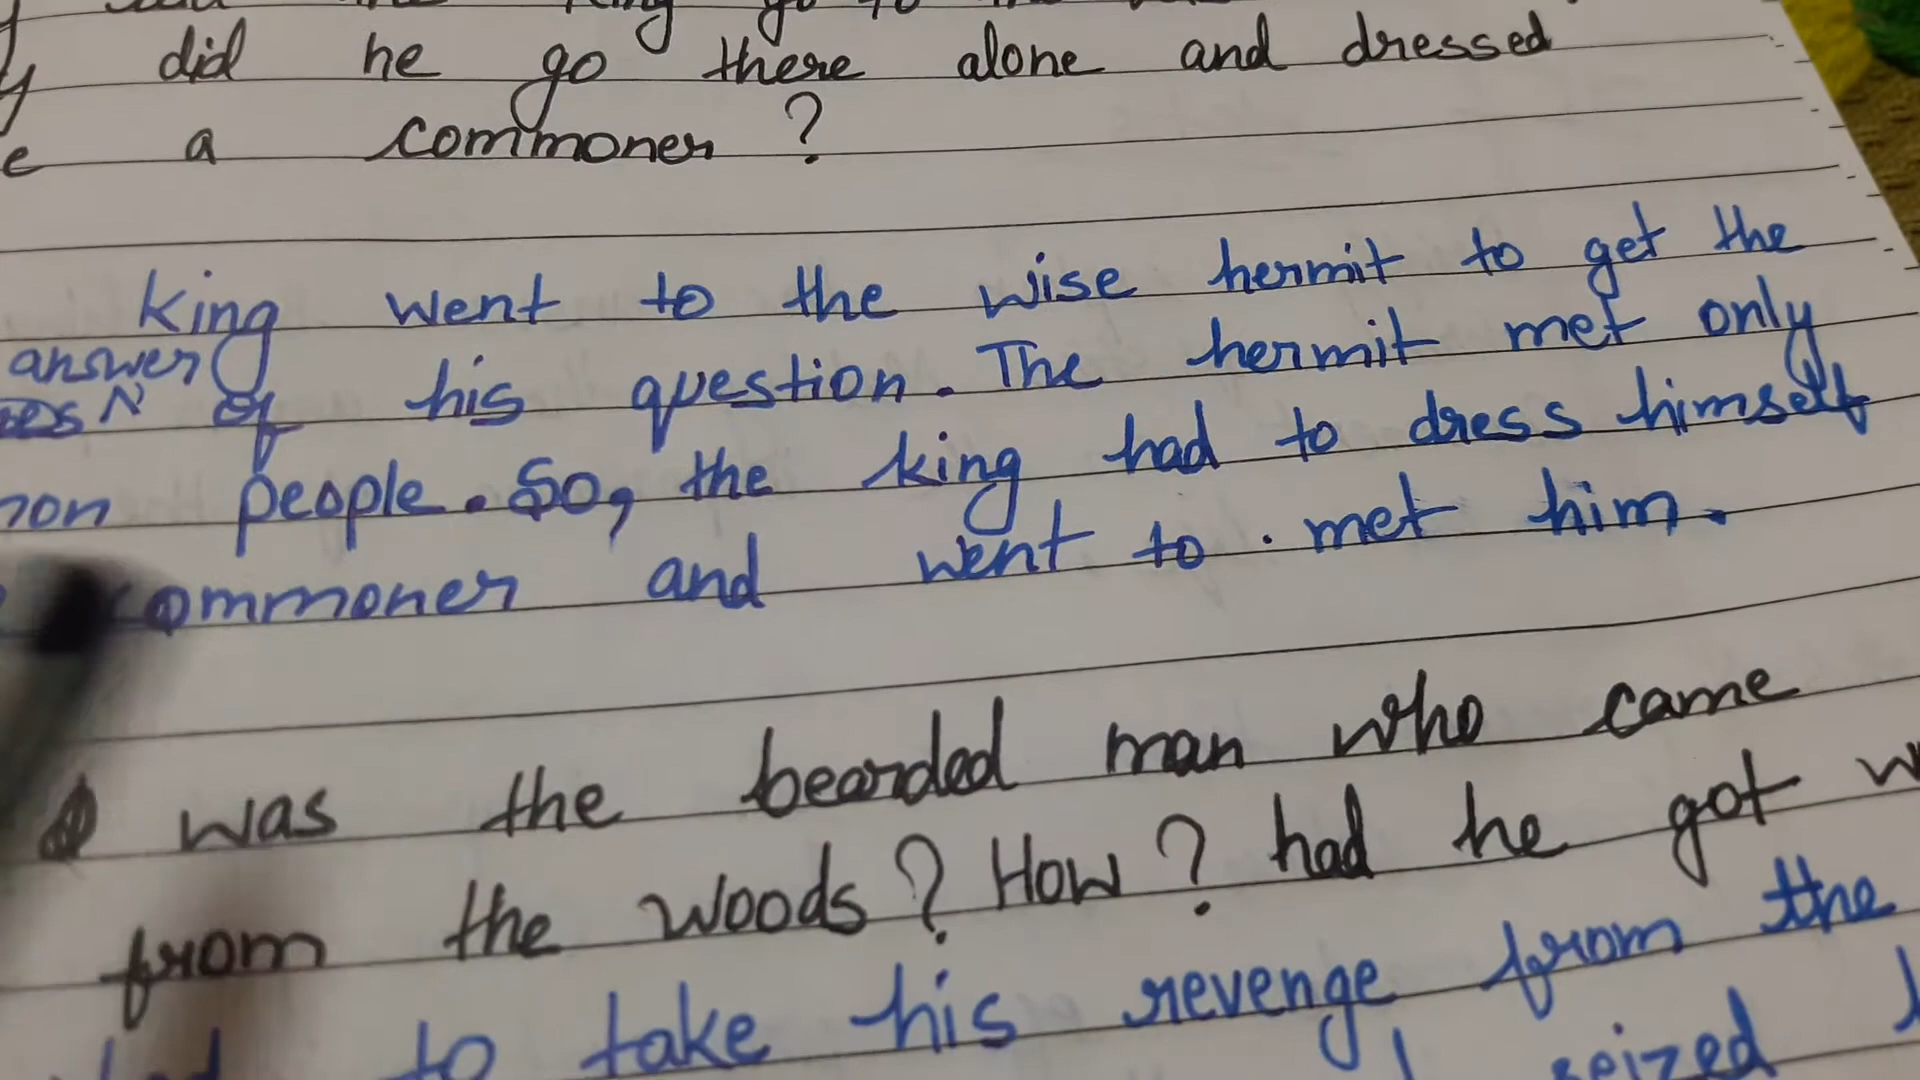 did he go there alone and dressed
a commoner ?
King went to the wise hermit to get the
answer
of his question. The hermit met only
people. So, the king had to dress himself
commoner and went to met him.
was the bearded man who came
from the woods? How? had he got
to take his revenge from the
seized